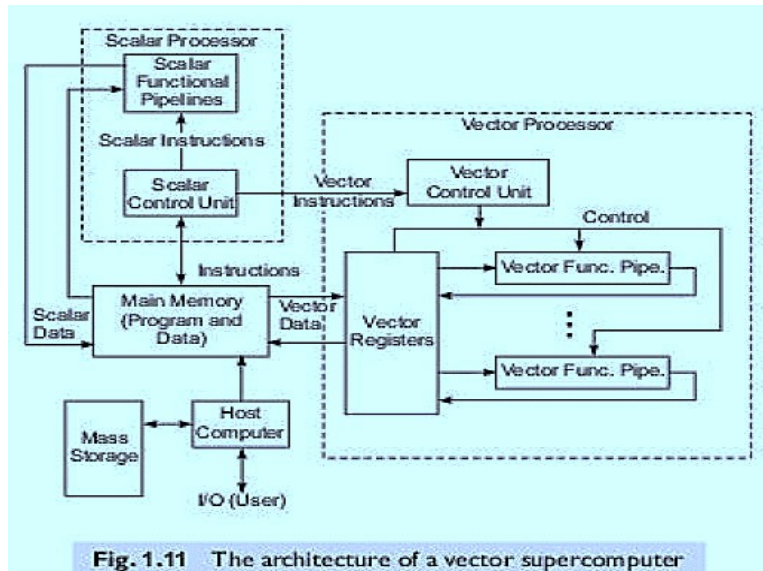 Scalar Processor
Scalar
Functional
Pipelines
Scalar Instructions
Scalar
Control Unit
Vector
Instructions
Vector Processor
Vector
Control Unit
Control
Vector Func. Pipe.
Vector
Registers
Vector Func. Pipe.
Instructions
Main Memory
(Program and
Data)
Scalar
Data
Vector
Data
Mass
Storage
Host
Computer
I/O (User)
Fig. 1.11 The architecture of a vector supercomputer